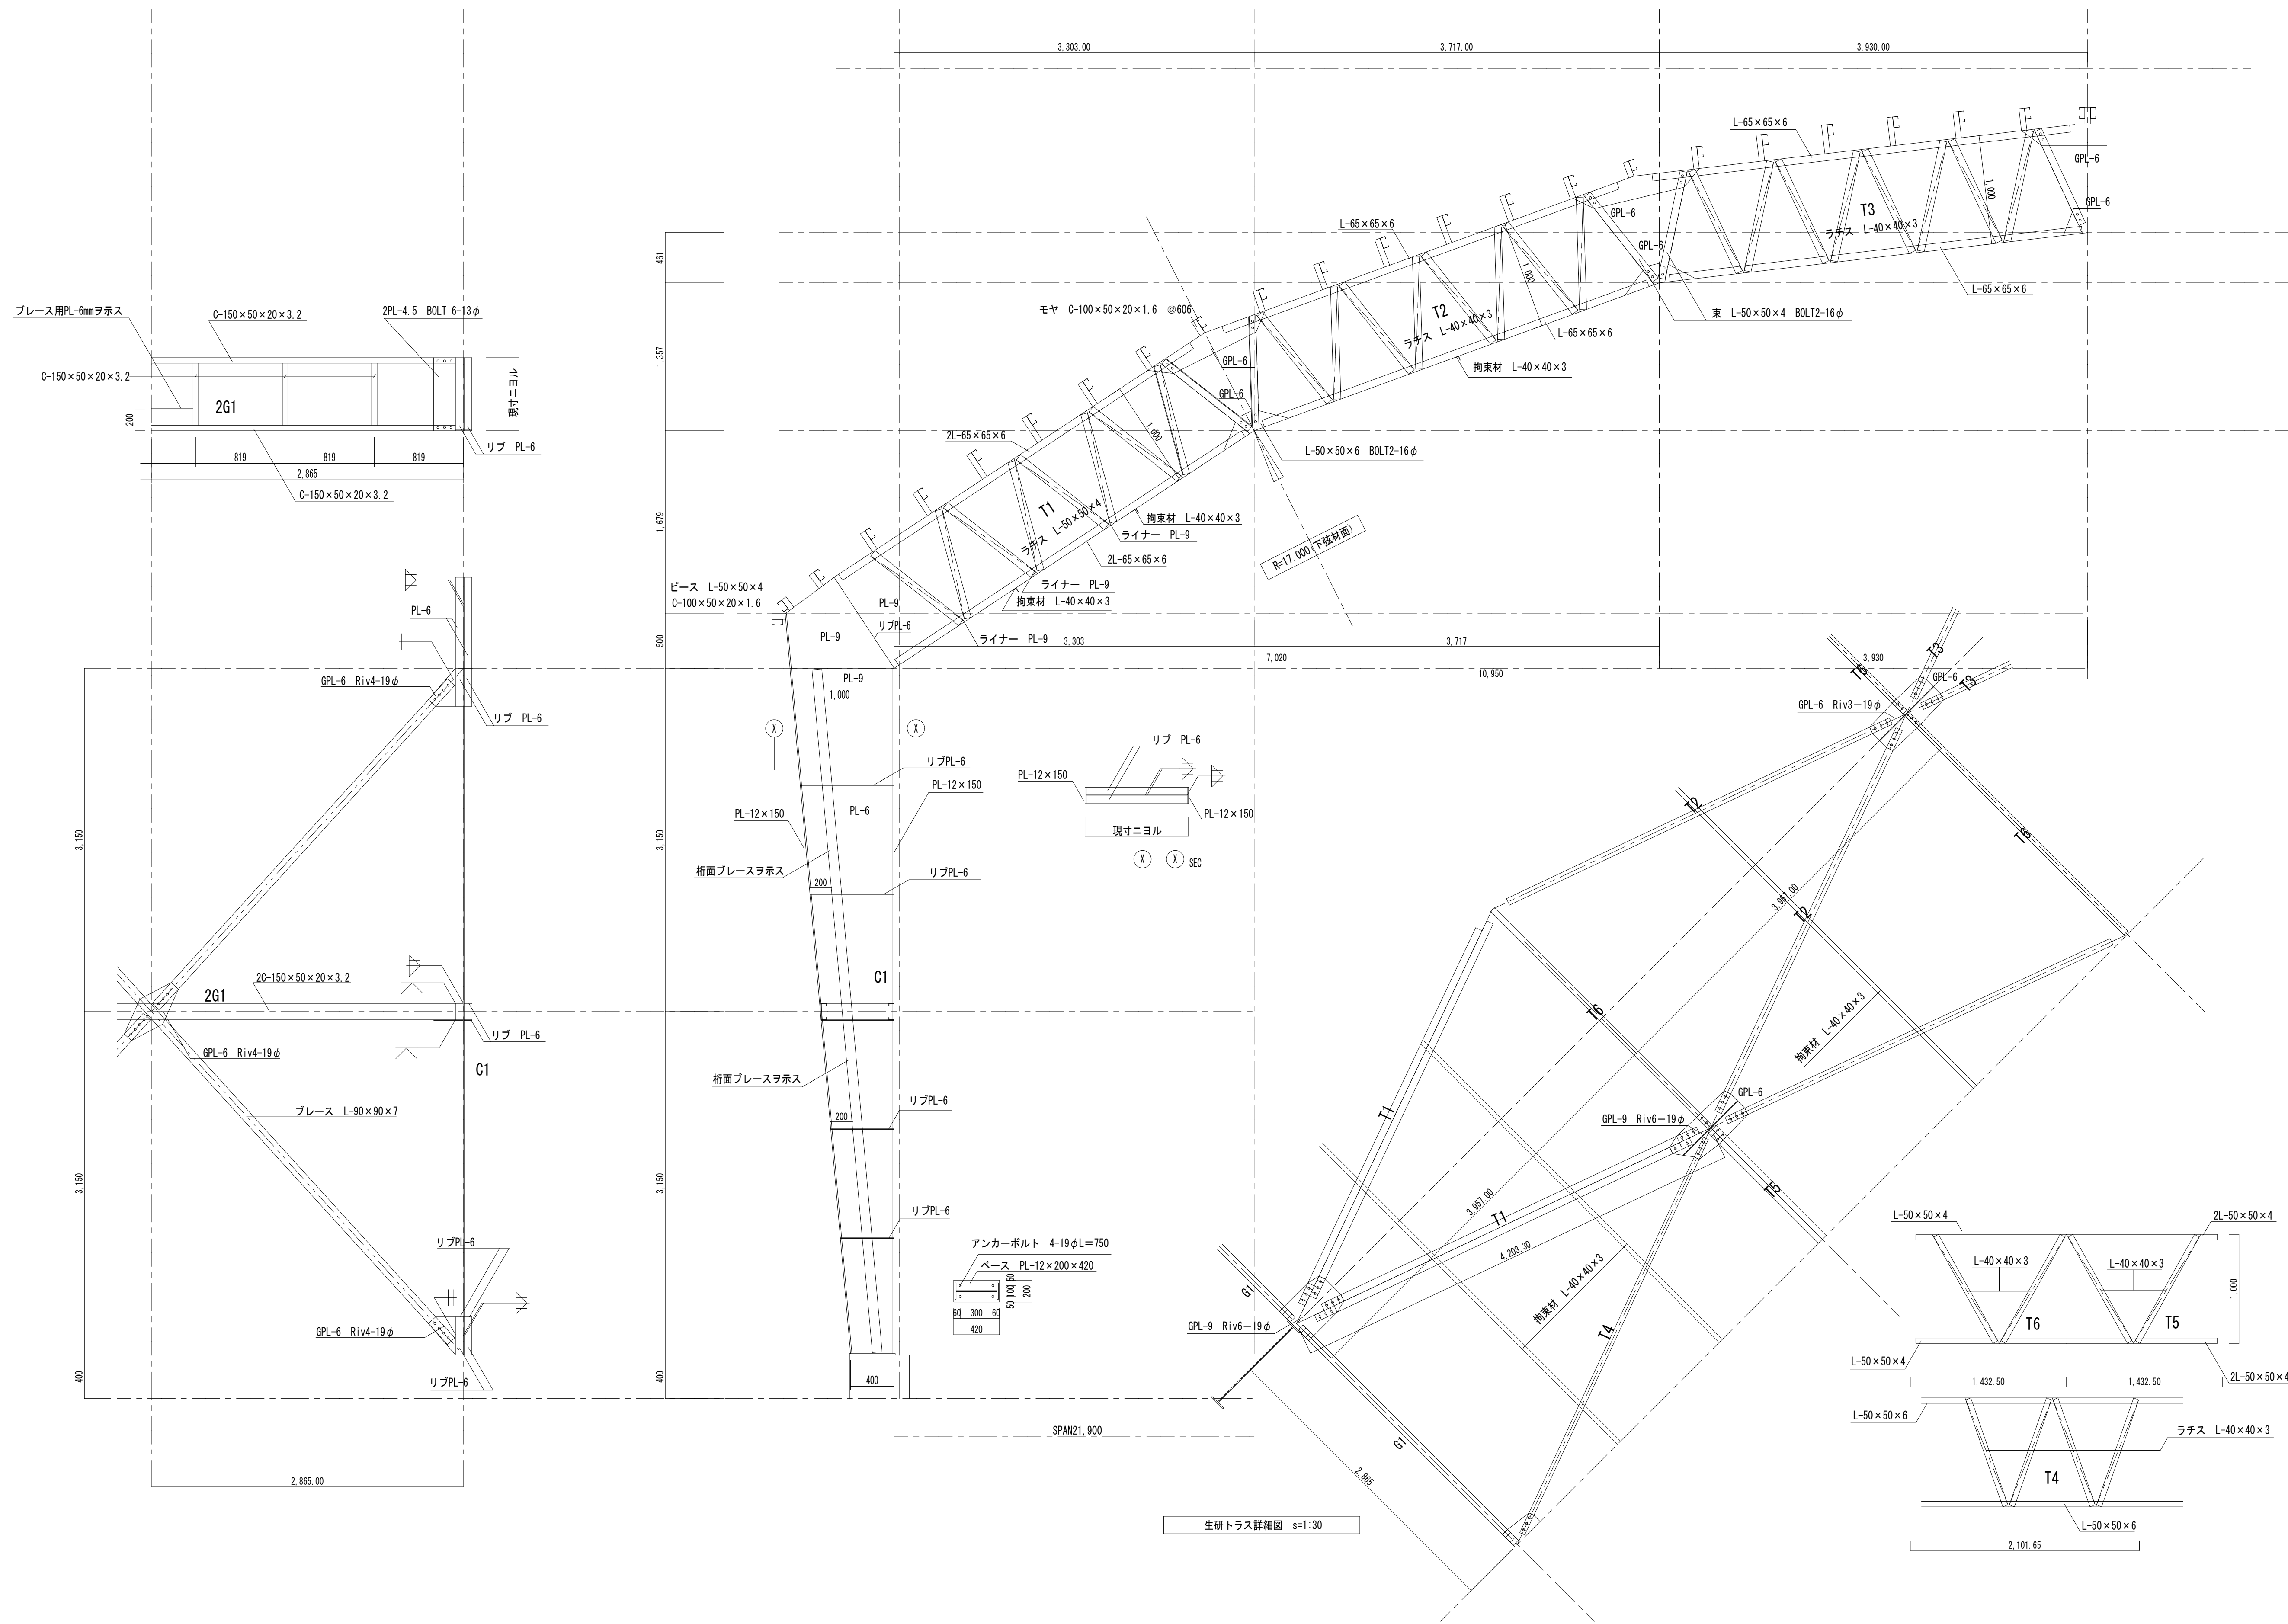 3,303.00
3,717.00
3,930.00
L-65×65×6
GPL-6
1,000
GPL-6
T3
ラチス L-40×40×3
L-65×65×6
GPL-6
GPL-6
L-65×65×6
1,000
T2
ラチス L-40×40×3
L-65×65×6
束 L-50×50×4 BOLT2-16φ
拘束材 L-40×40×3
モヤ C-100×50×20×1.6 @606
GPL-6
GPL-6
L-50×50×6 BOLT2-16φ
2L-65×65×6
1,000
T1
ラチス L-50×50×4
拘束材 L-40×40×3
ライナー PL-9
2L-65×65×6
R=17,000(下弦材面)
ライナー PL-9
拘束材 L-40×40×3
ライナー PL-9
ピース L-50×50×4
C-100×50×20×1.6
PL-9
リブPL-6
PL-9
PL-9
1,000
3,303
3,717
7,020
3,930
10,950
461
1,357
1,679
500
3,150
3,150
400
ブレース用PL-6mmヲ示ス
C-150×50×20×3.2
2PL-4.5 BOLT 6-13φ
C-150×50×20×3.2
2G1
200
現寸ニヨル
リブ PL-6
819
819
819
2,865
C-150×50×20×3.2
PL-6
GPL-6 Riv4-19φ
リブ PL-6
3,150
2C-150×50×20×3.2
2G1
リブ PL-6
GPL-6 Riv4-19φ
C1
ブレース L-90×90×7
3,150
リブPL-6
GPL-6 Riv4-19φ
リブPL-6
400
2,865.00
X
X
リブPL-6
PL-12×150
PL-6
PL-12×150
桁面ブレースヲ示ス
200
リブPL-6
C1
桁面ブレースヲ示ス
200
リブPL-6
リブPL-6
400
SPAN21,900
リブ PL-6
PL-12×150
PL-12×150
現寸ニヨル
X－X SEC
アンカーボルト 4-19φL=750
ベース PL-12×200×420
50 100 50
200
60 300 60
420
T6
T3
GPL-6
T3
GPL-6 Riv3－19φ
T2
T6
3,957.00
T2
T6
拘束材 L-40×40×3
T1
GPL-6
GPL-9 Riv6－19φ
3,957.00
T5
T1
4,203.30
拘束材 L-40×40×3
G1
GPL-9 Riv6－19φ
T4
G1
2,865
L-50×50×4
2L-50×50×4
L-40×40×3
L-40×40×3
1,000
T6
T5
L-50×50×4
2L-50×50×4
1,432.50
1,432.50
L-50×50×6
ラチス L-40×40×3
T4
L-50×50×6
2,101.65
生研トラス詳細図 s=1:30